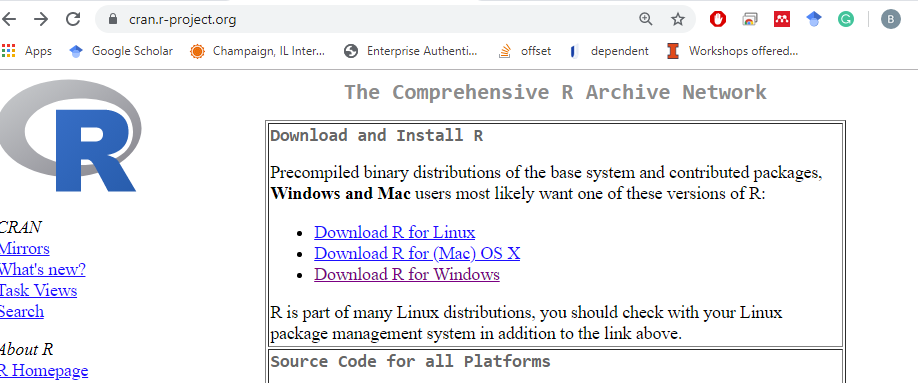 cran.r-project.org
B
Apps
Google Scholar
Champaign, IL Inter...
Enterprise Authenti...
offset
dependent
Workshops offered...
R
The Comprehensive R Archive Network
CRAN
Mirrors
What's new?
Task Views
Search
About R
R Homepage
Download and Install R
Precompiled binary distributions of the base system and contributed packages,
Windows and Mac users most likely want one of these versions of R:
Download R for Linux
Download R for (Mac) OS X
Download R for Windows
R is part of many Linux distributions, you should check with your Linux
package management system in addition to the link above.
Source Code for all Platforms